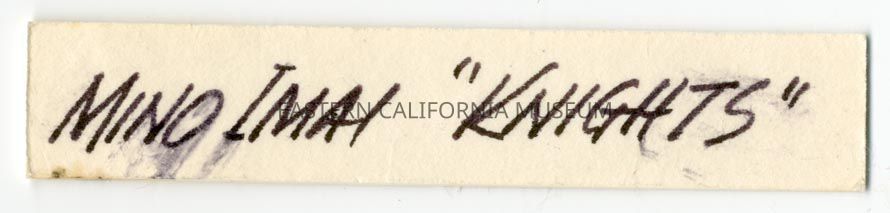 MINO IMAI "KNIGHTS"
EASTERN CALIFORNIA MUSEUM